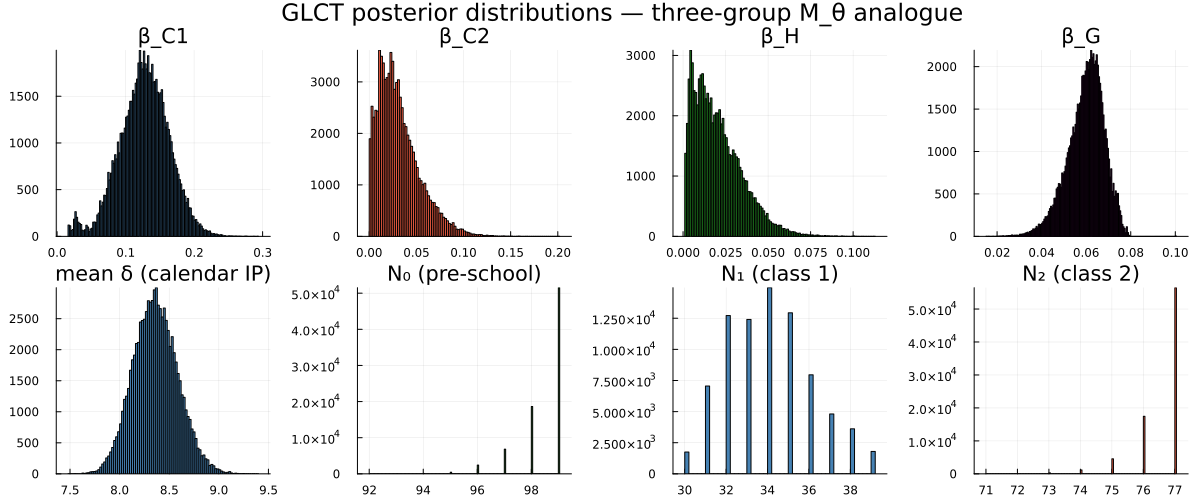 GLCT posterior distributions — three-group M_θ analogue
β_C1
β_C2
β_H
β_G
1500
1000
500
0
0.0 0.1 0.2 0.3
3000
2000
1000
0
0.00 0.05 0.10 0.15 0.20
3000
2000
1000
0
0.000 0.025 0.050 0.075 0.100
2000
1500
1000
500
0
0.02 0.04 0.06 0.08 0.10
mean δ (calendar IP)
N₀ (pre-school)
N₁ (class 1)
N₂ (class 2)
2500
2000
1500
1000
500
0
7.5 8.0 8.5 9.0 9.5
5.0×10⁴
4.0×10⁴
3.0×10⁴
2.0×10⁴
1.0×10⁴
0
92 94 96 98
1.250×10⁴
1.000×10⁴
7.500×10³
5.000×10³
2.500×10³
0
30 32 34 36 38
5.0×10⁴
4.0×10⁴
3.0×10⁴
2.0×10⁴
1.0×10⁴
0
71 72 73 74 75 76 77